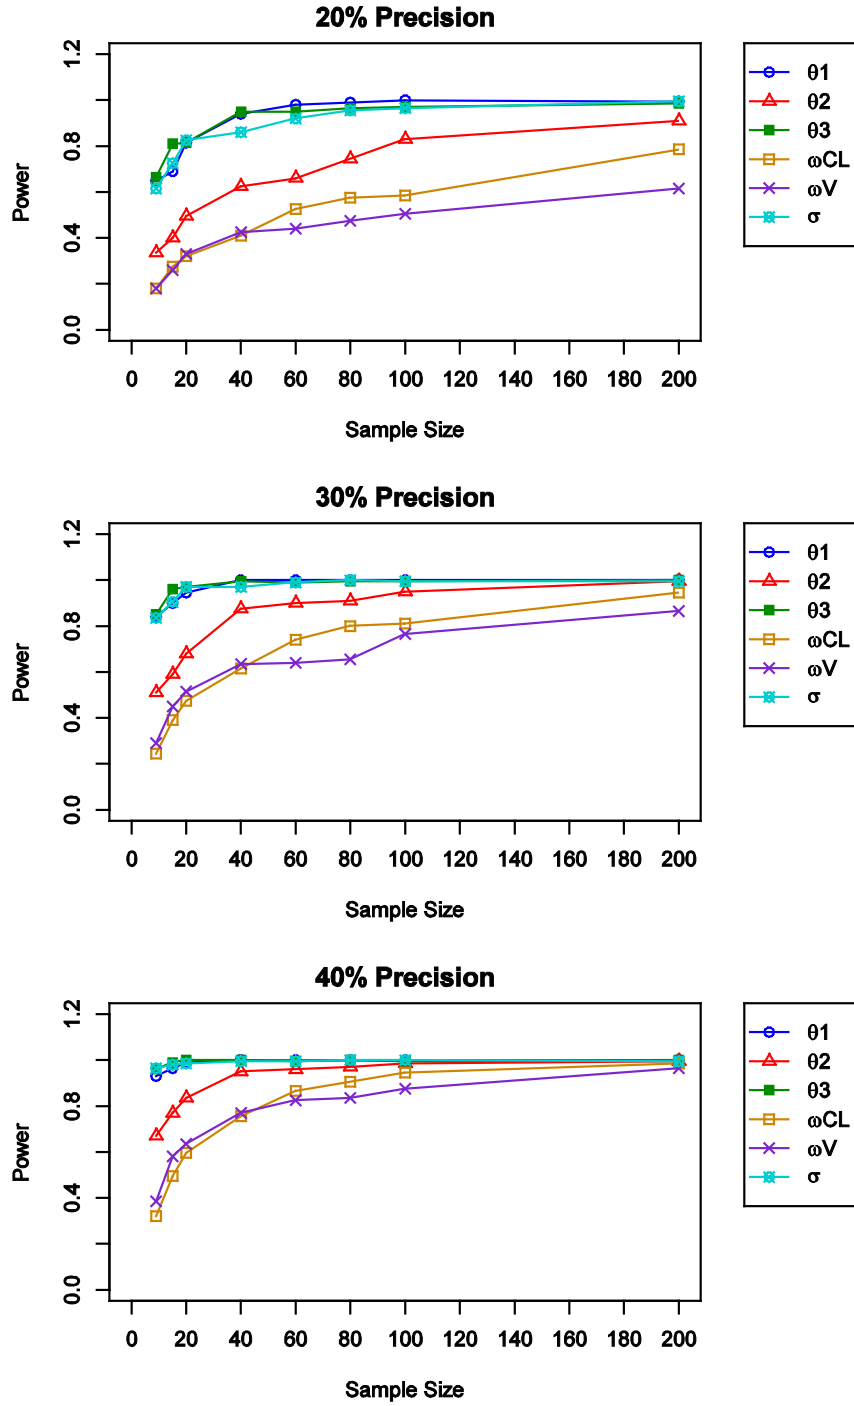 20% Precision
1.2
0.8
0.4
0.0
Power
0 20 40 60 80 100 120 140 160 180 200
Sample Size
θ1
θ2
θ3
ωCL
ωV
σ
30% Precision
1.2
0.8
0.4
0.0
Power
0 20 40 60 80 100 120 140 160 180 200
Sample Size
θ1
θ2
θ3
ωCL
ωV
σ
40% Precision
1.2
0.8
0.4
0.0
Power
0 20 40 60 80 100 120 140 160 180 200
Sample Size
θ1
θ2
θ3
ωCL
ωV
σ